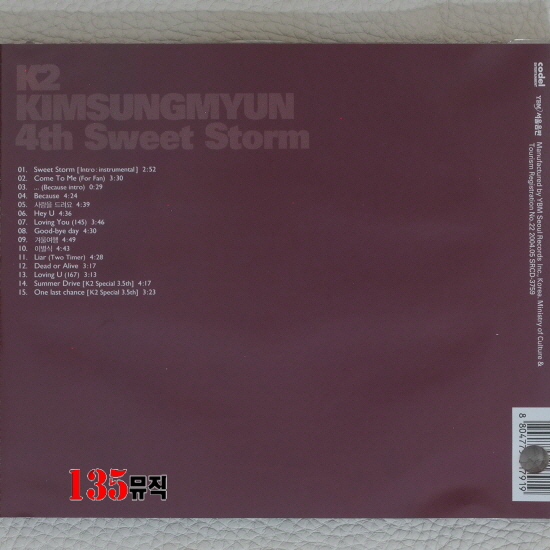 K2
KIMSUNGMYUN
4th Sweet Storm
01. Sweet Storm [Intro : instrumental] 2:52
02. Come To Me (For Fan) 3:30
03. ... (Because intro) 0:29
04. Because 4:24
05. 사랑을 드려요 4:39
06. Hey U 4:36
07. Loving You (145) 3:46
08. Good-bye day 4:30
09. 겨울여행 4:49
10. 이별식 4:43
11. Liar (Two Timer) 4:28
12. Dead or Alive 3:17
13. Loving U (167) 3:13
14. Summer Drive [K2 Special 3.5th] 4:17
15. One last chance [K2 Special 3.5th] 3:23
YBM 서울음반
Manufactured by YBM Seoul Records Inc., Korea. Ministry of Culture &
Tourism Registration No.22 2004.05 SRCD-3759
135뮤직